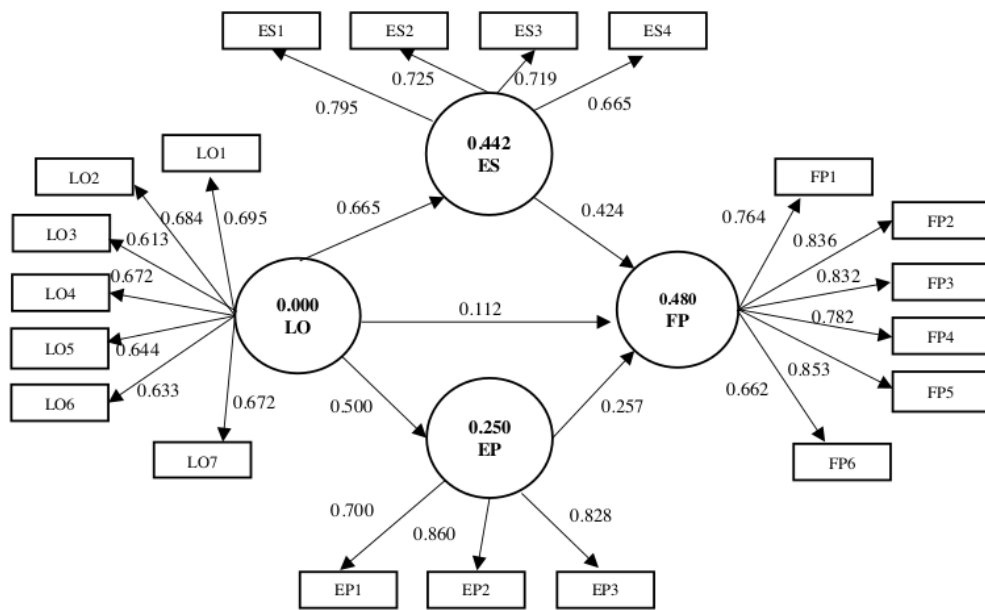 ES1
ES2
ES3
ES4
0.795
0.725
0.719
0.665
0.442
ES
LO1
LO2
LO3
LO4
LO5
LO6
LO7
0.695
0.684
0.613
0.672
0.644
0.633
0.672
0.000
LO
0.665
0.424
0.112
0.500
0.257
0.480
FP
FP1
FP2
FP3
FP4
FP5
FP6
0.764
0.836
0.832
0.782
0.853
0.662
0.250
EP
0.700
0.860
0.828
EP1
EP2
EP3